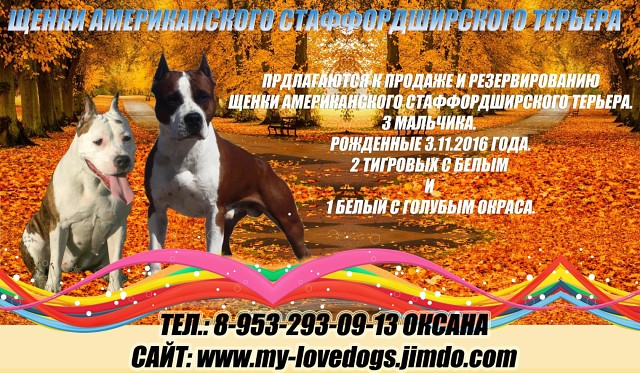 ЩЕНКИ АМЕРИКАНСКОГО СТАФФОРДШИРСКОГО ТЕРЬЕРА
ПРДЛАГАЮТСЯ К ПРОДАЖЕ И РЕЗЕРВИРОВАНИЮ
ЩЕНКИ АМЕРИКАНСКОГО СТАФФОРДШИРСКОГО ТЕРЬЕРА.
3 МАЛЬЧИКА.
РОЖДЕННЫЕ 3.11.2016 ГОДА.
2 ТИГРОВЫХ С БЕЛЫМ
И
1 БЕЛЫЙ С ГОЛУБЫМ ОКРАСА.
ТЕЛ.: 8-953-293-09-13 ОКСАНА
САЙТ: www.my-lovedogs.jimdo.com